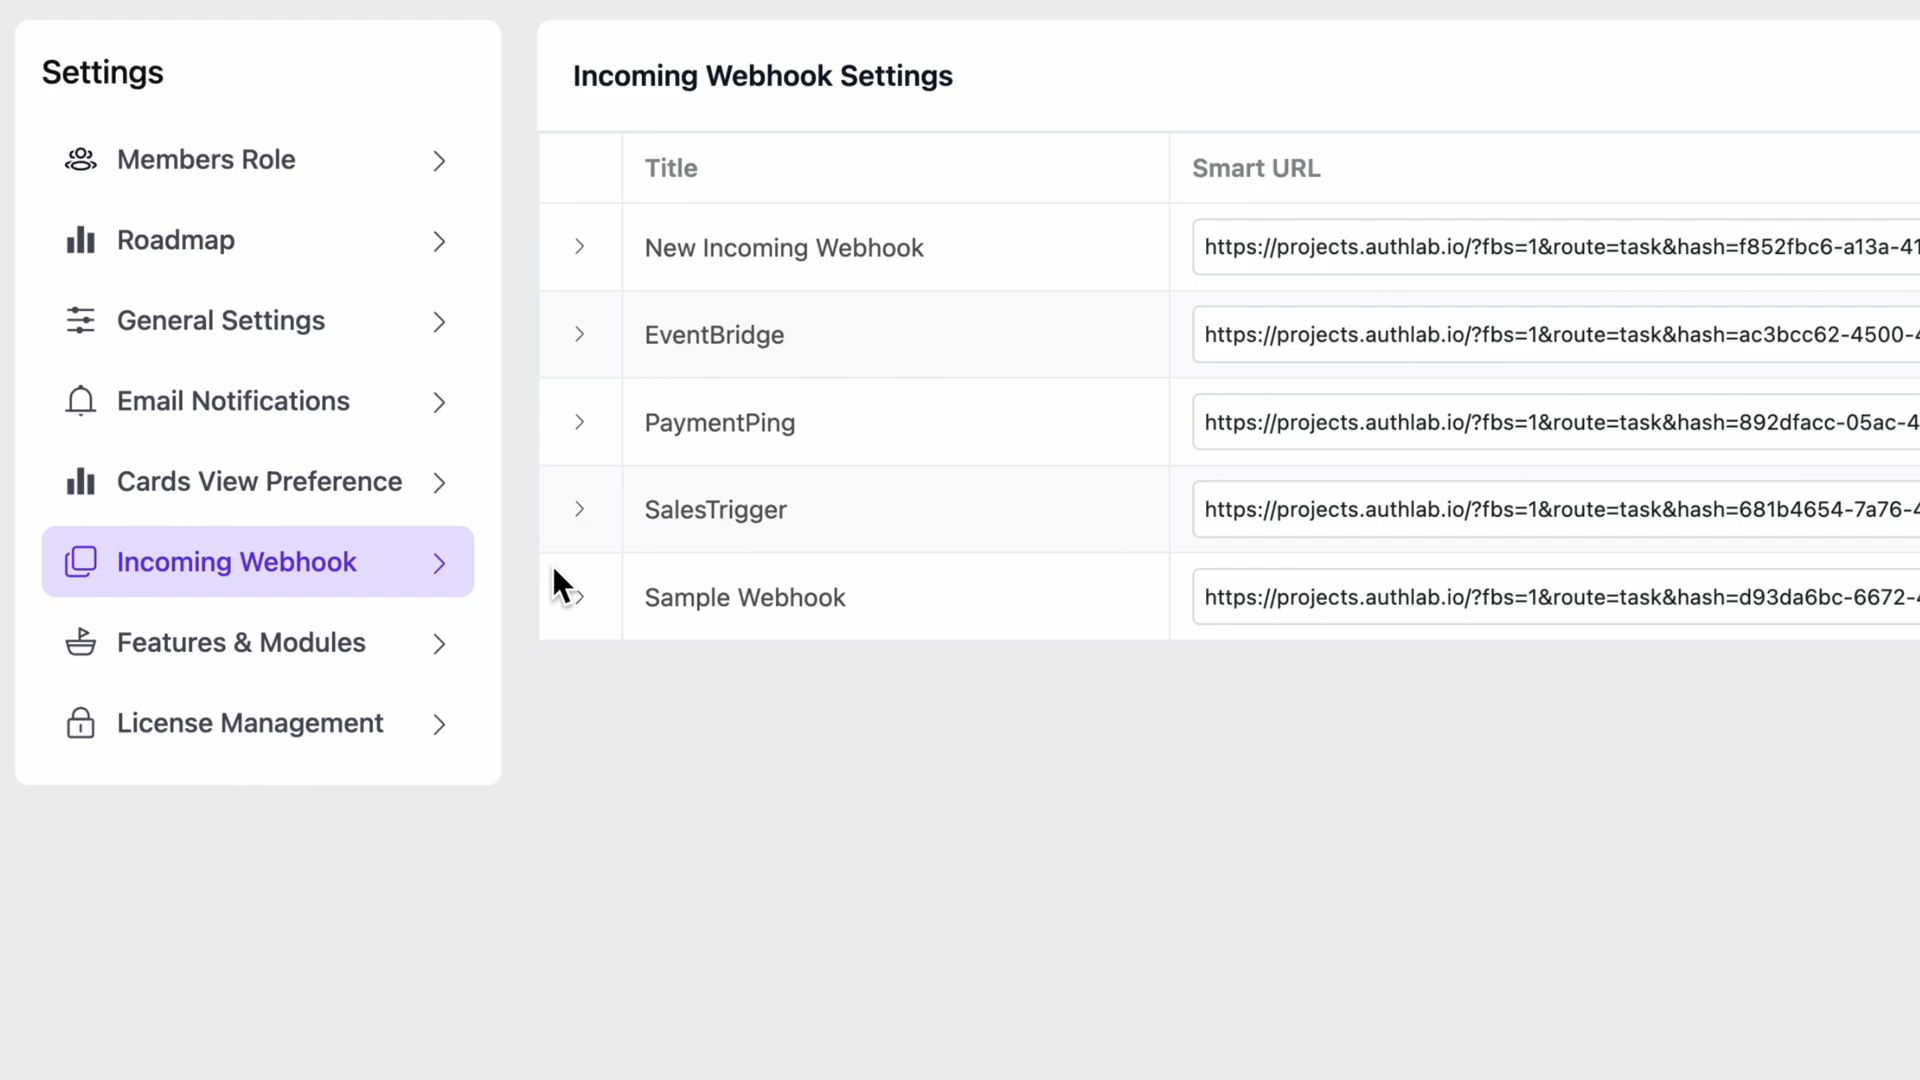 Settings
Members Role
Roadmap
General Settings
Email Notifications
Cards View Preference
Incoming Webhook
Features & Modules
License Management
Incoming Webhook Settings
Title Smart URL
New Incoming Webhook https://projects.authlab.io/?fbs=1&route=task&hash=f852fbc6-a13a-41
EventBridge https://projects.authlab.io/?fbs=1&route=task&hash=ac3bcc62-4500-4
PaymentPing https://projects.authlab.io/?fbs=1&route=task&hash=892dfacc-05ac-4
SalesTrigger https://projects.authlab.io/?fbs=1&route=task&hash=681b4654-7a76-4
Sample Webhook https://projects.authlab.io/?fbs=1&route=task&hash=d93da6bc-6672-4